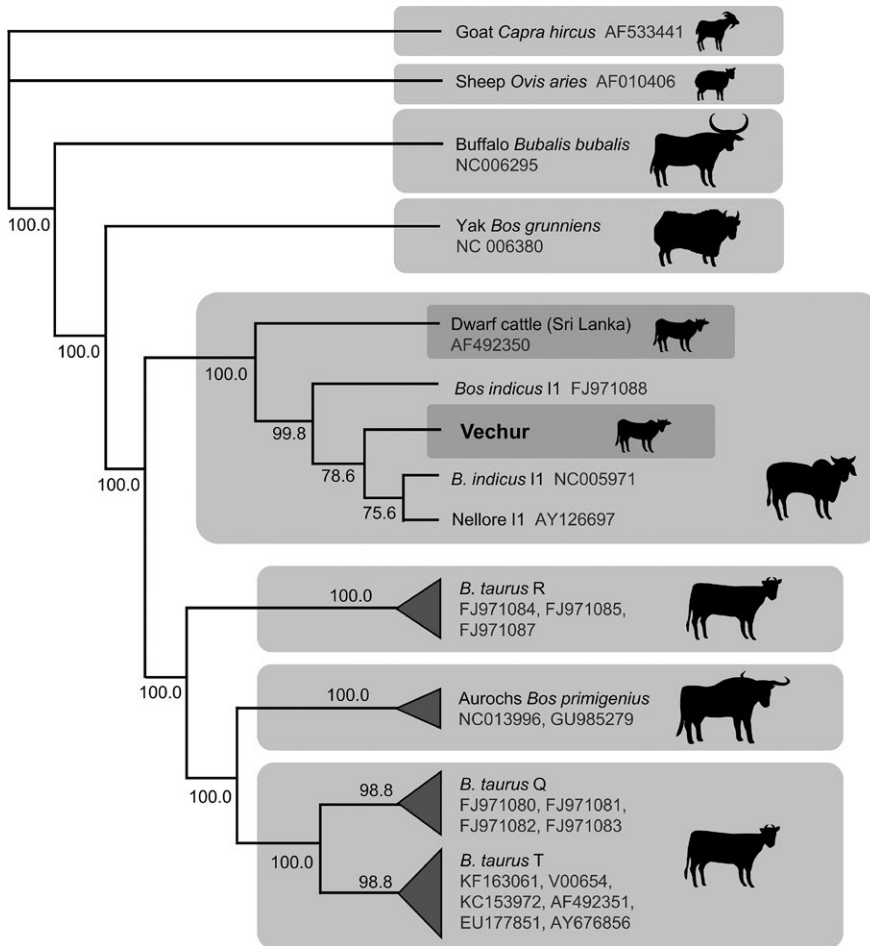 Goat Capra hircus AF533441
Sheep Ovis aries AF010406
Buffalo Bubalis bubalis
NC006295
100.0
Yak Bos grunniens
NC 006380
100.0
Dwarf cattle (Sri Lanka)
AF492350
100.0
Bos indicus I1 FJ971088
99.8
Vechur
78.6
100.0
B. indicus I1 NC005971
75.6
Nellore I1 AY126697
100.0
B. taurus R
FJ971084, FJ971085,
FJ971087
100.0
100.0
Aurochs Bos primigenius
NC013996, GU985279
100.0
98.8
B. taurus Q
FJ971080, FJ971081,
FJ971082, FJ971083
100.0
98.8
B. taurus T
KF163061, V00654,
KC153972, AF492351,
EU177851, AY676856